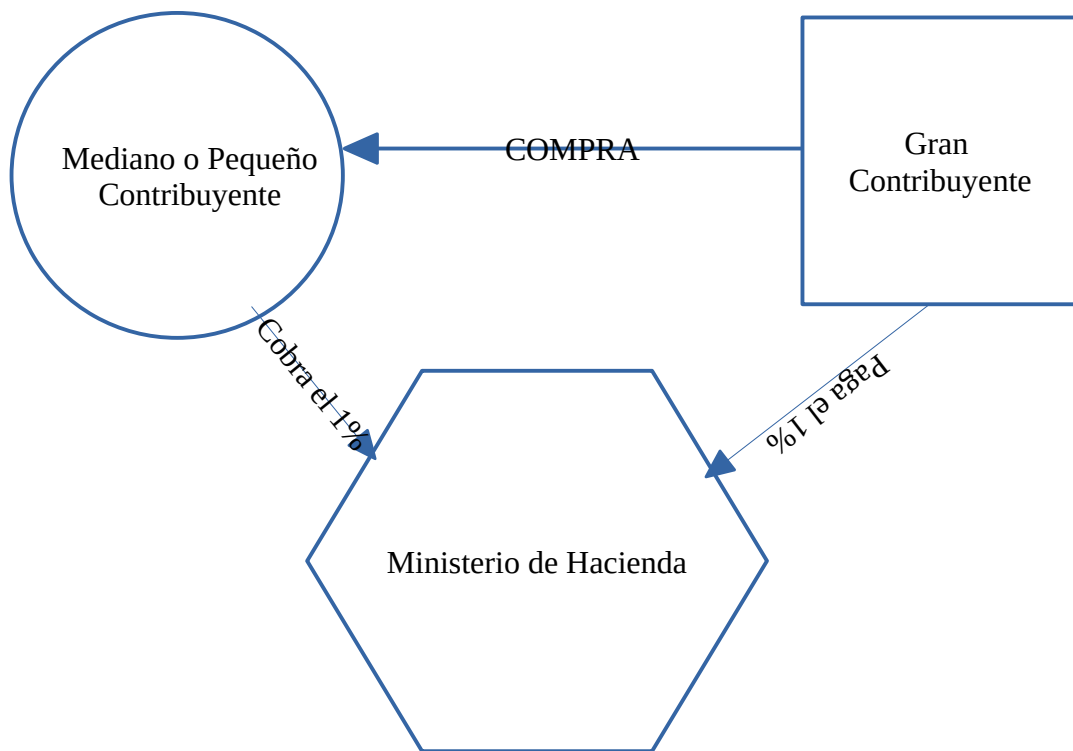 Mediano o Pequeño
Contribuyente
COMPRA
Gran
Contribuyente
Cobra el 1%
Paga el 1%
Ministerio de Hacienda